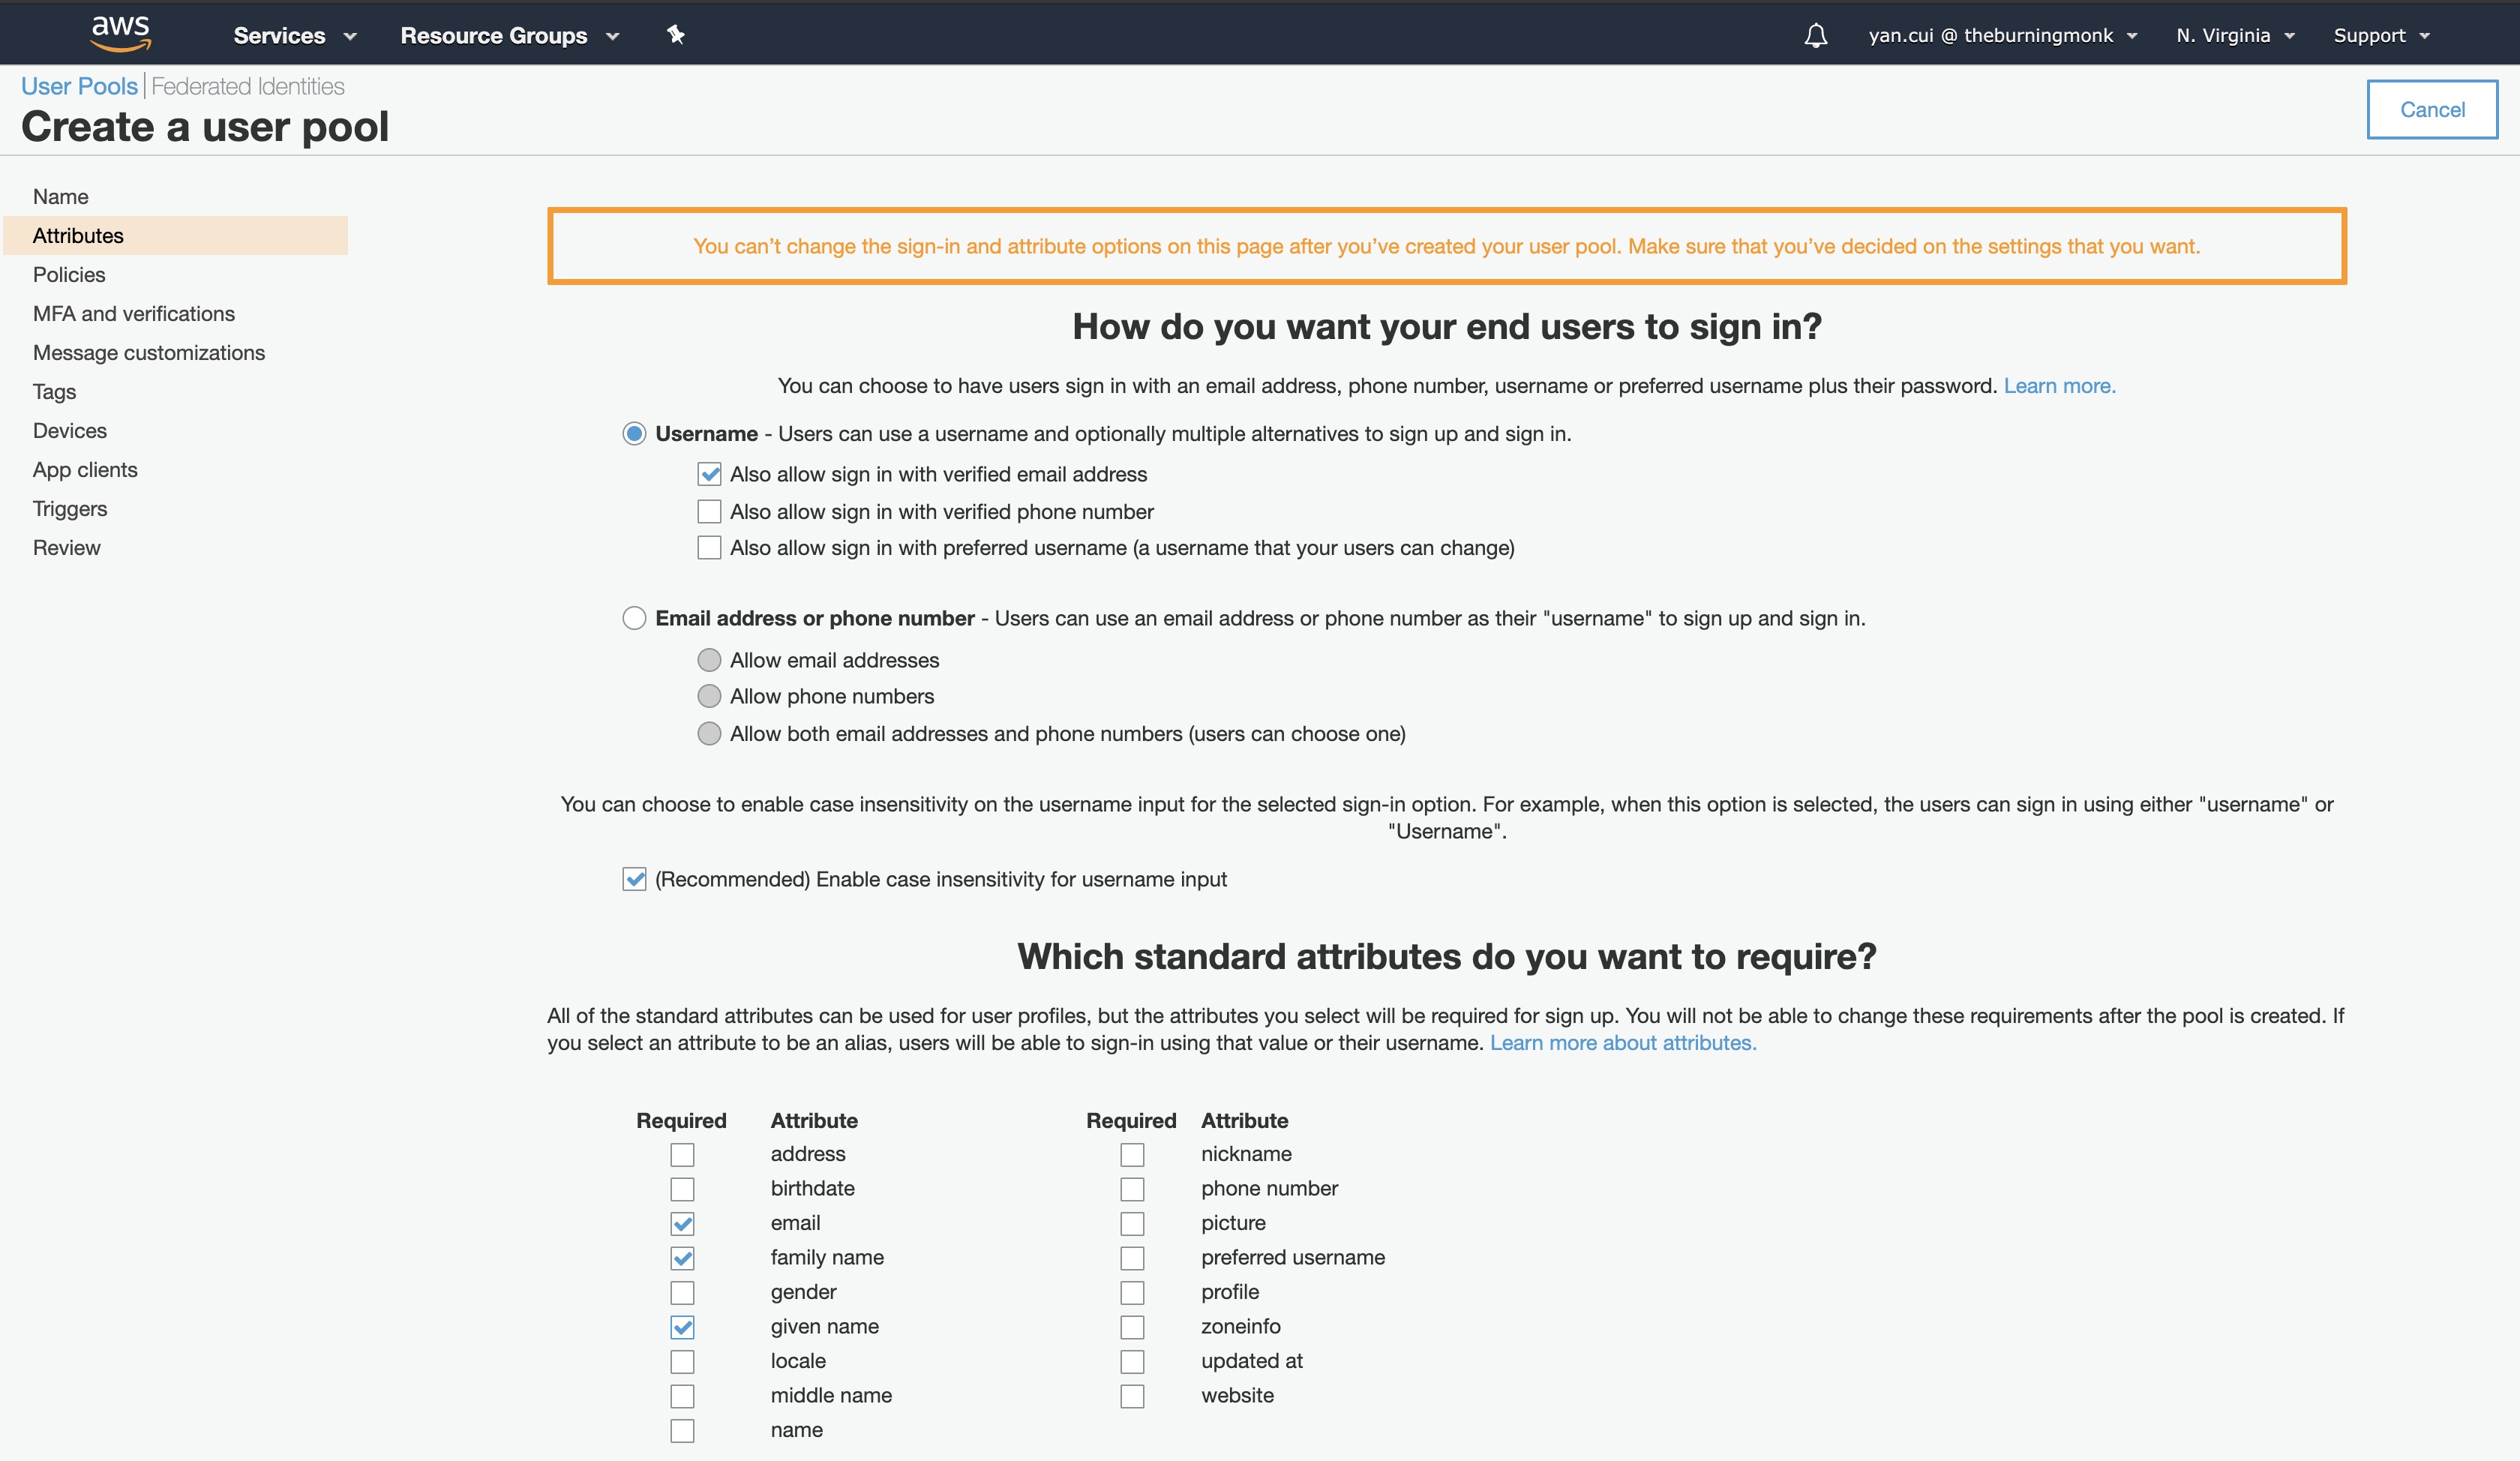 aws Services Resource Groups yan.cui @ theburningmonk N. Virginia Support
User Pools | Federated Identities
Create a user pool
Cancel
Name
Attributes
Policies
MFA and verifications
Message customizations
Tags
Devices
App clients
Triggers
Review
You can’t change the sign-in and attribute options on this page after you’ve created your user pool. Make sure that you’ve decided on the settings that you want.
How do you want your end users to sign in?
You can choose to have users sign in with an email address, phone number, username or preferred username plus their password. Learn more.
Username - Users can use a username and optionally multiple alternatives to sign up and sign in.
Also allow sign in with verified email address
Also allow sign in with verified phone number
Also allow sign in with preferred username (a username that your users can change)
Email address or phone number - Users can use an email address or phone number as their "username" to sign up and sign in.
Allow email addresses
Allow phone numbers
Allow both email addresses and phone numbers (users can choose one)
You can choose to enable case insensitivity on the username input for the selected sign-in option. For example, when this option is selected, the users can sign in using either "username" or
"Username".
(Recommended) Enable case insensitivity for username input
Which standard attributes do you want to require?
All of the standard attributes can be used for user profiles, but the attributes you select will be required for sign up. You will not be able to change these requirements after the pool is created. If
you select an attribute to be an alias, users will be able to sign-in using that value or their username. Learn more about attributes.
Required Attribute
address
birthdate
email
family name
gender
given name
locale
middle name
name
Required Attribute
nickname
phone number
picture
preferred username
profile
zoneinfo
updated at
website